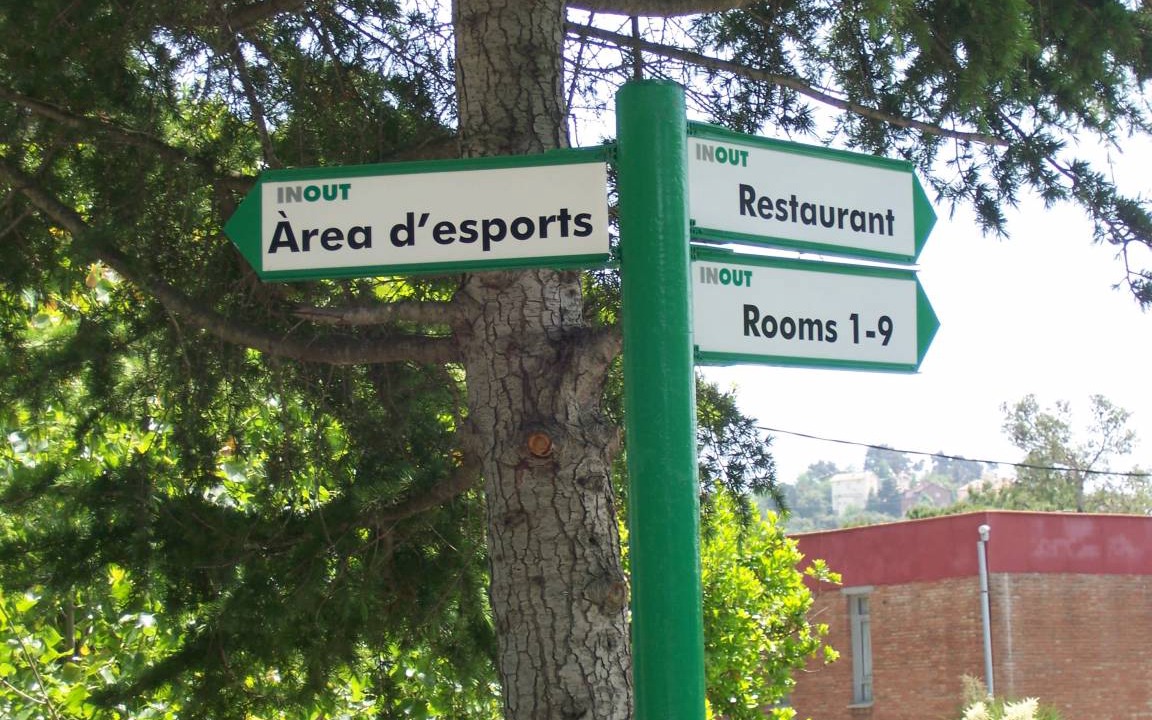 INOUT
Àrea d'esports
INOUT
Restaurant
INOUT
Rooms 1-9